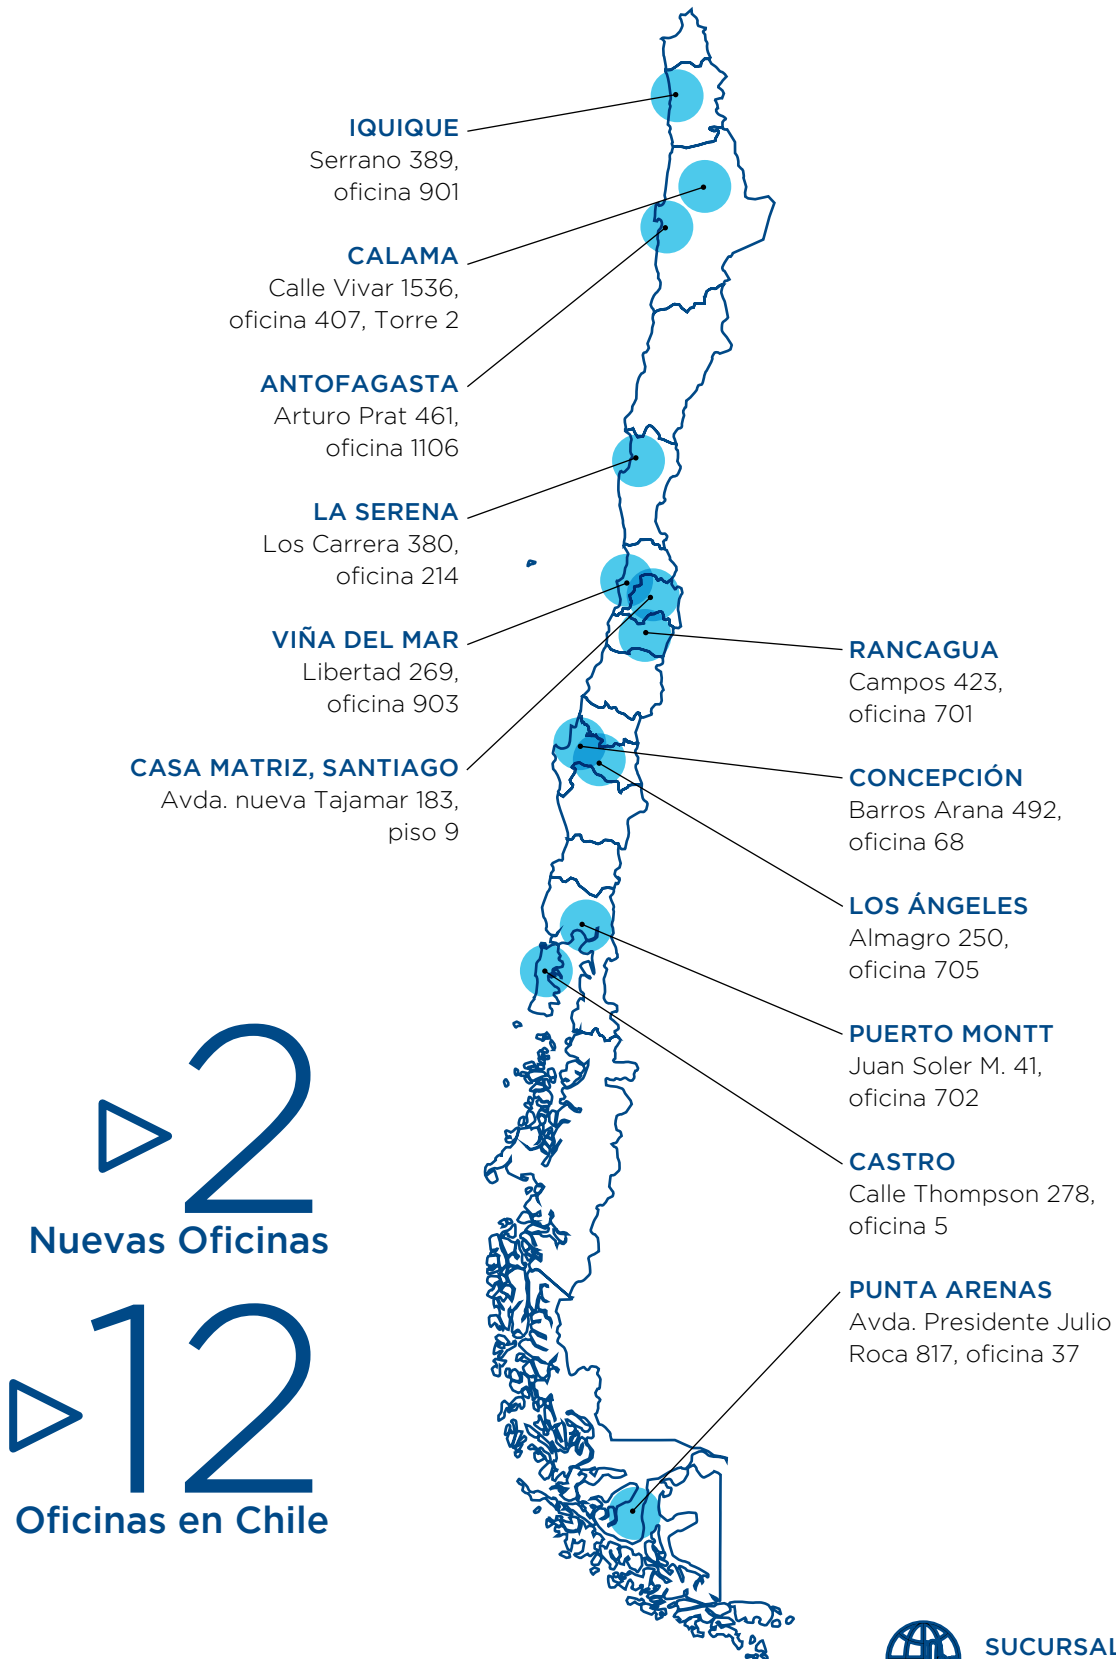 IQUIQUE
Serrano 389,
oficina 901
CALAMA
Calle Vivar 1536,
oficina 407, Torre 2
ANTOFAGASTA
Arturo Prat 461,
oficina 1106
LA SERENA
Los Carrera 380,
oficina 214
VIÑA DEL MAR
Libertad 269,
oficina 903
CASA MATRIZ, SANTIAGO
Avda. nueva Tajamar 183,
piso 9
RANCAGUA
Campos 423,
oficina 701
CONCEPCIÓN
Barros Arana 492,
oficina 68
LOS ÁNGELES
Almagro 250,
oficina 705
PUERTO MONTT
Juan Soler M. 41,
oficina 702
CASTRO
Calle Thompson 278,
oficina 5
PUNTA ARENAS
Avda. Presidente Julio
Roca 817, oficina 37
2
Nuevas Oficinas
12
Oficinas en Chile
SUCURSAL